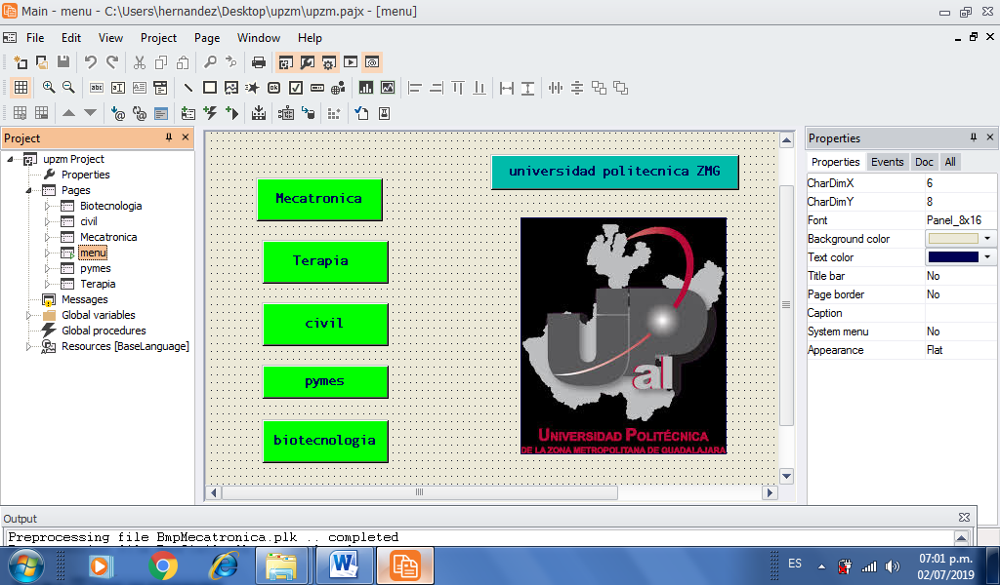 Main - menu - C:\Users\hernandez\Desktop\upzm\upzm.pajx - [menu]
File Edit View Project Page Window Help
Project
upzm Project
Properties
Pages
Biotecnologia
civil
Mecatronica
menu
pymes
Terapia
Messages
Global variables
Global procedures
Resources [BaseLanguage]
universidad politecnica ZMG
Mecatronica
Terapia
civil
pymes
biotecnologia
UP
al
UNIVERSIDAD POLITÉCNICA
DE LA ZONA METROPOLITANA DE GUADALAJARA
Properties
Properties Events Doc All
CharDimX 6
CharDimY 8
Font Panel_8x16
Background color
Text color
Title bar No
Page border No
Caption
System menu No
Appearance Flat
Output
Preprocessing file BmpMecatronica.plk .. completed
ES
07:01 p.m.
02/07/2019